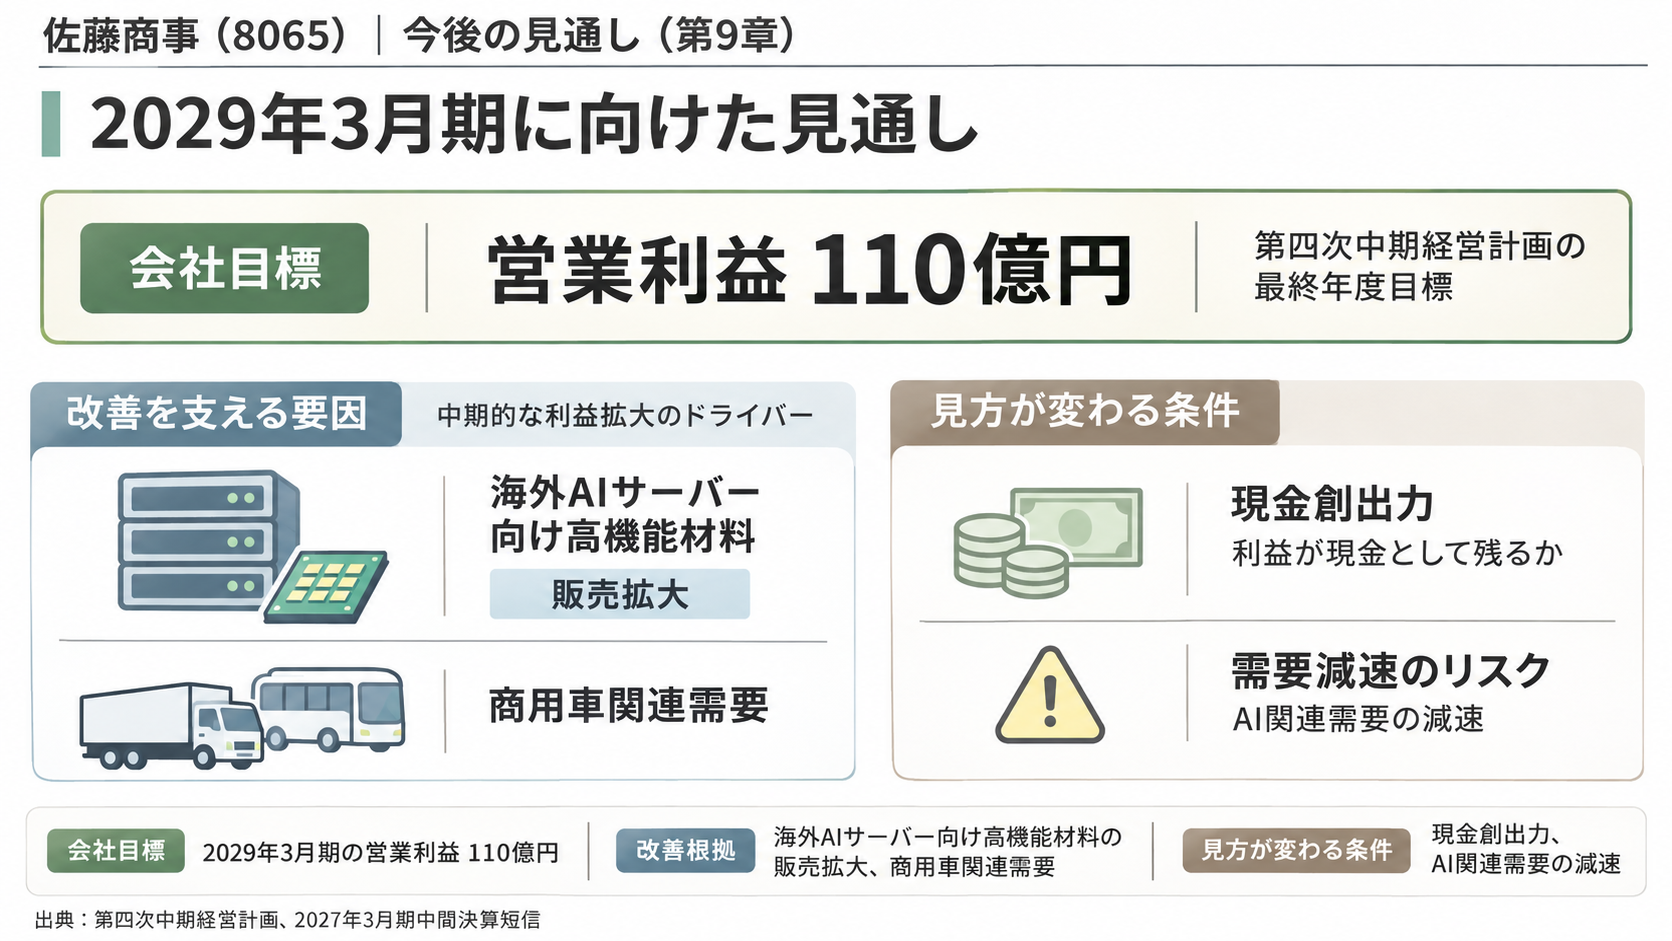 佐藤商事（8065）｜今後の見通し（第9章）
2029年3月期に向けた見通し
会社目標
営業利益 110億円
第四次中期経営計画の
最終年度目標
改善を支える要因
中期的な利益拡大のドライバー
海外AIサーバー
向け高機能材料
販売拡大
商用車関連需要
見方が変わる条件
現金創出力
利益が現金として残るか
需要減速のリスク
AI関連需要の減速
会社目標
2029年3月期の営業利益 110億円
改善根拠
海外AIサーバー向け高機能材料の
販売拡大、商用車関連需要
見方が変わる条件
現金創出力、
AI関連需要の減速
出典：第四次中期経営計画、2027年3月期中間決算短信